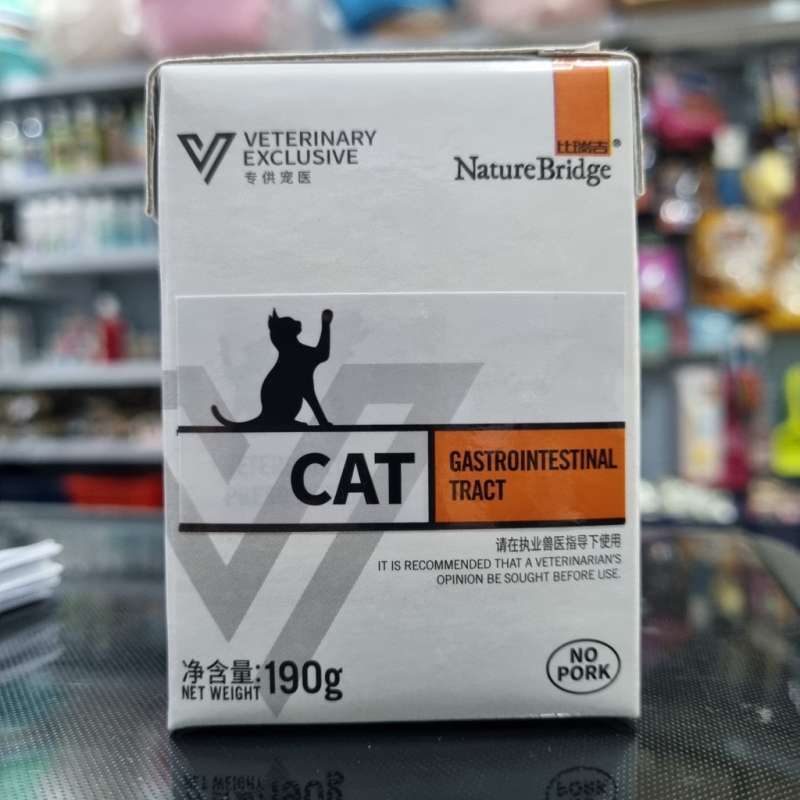 VETERINARY
EXCLUSIVE
专供宠医
比瑞吉®
NatureBridge
CAT
GASTROINTESTINAL
TRACT
请在执业兽医指导下使用
IT IS RECOMMENDED THAT A VETERINARIAN'S
OPINION BE SOUGHT BEFORE USE.
净含量:
NET WEIGHT
190g
NO
PORK